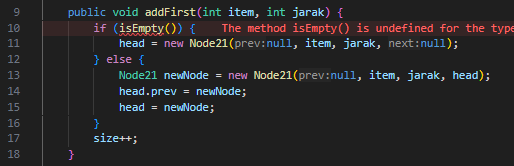 9 public void addFirst(int item, int jarak) {
10 if (isEmpty()) { The method isEmpty() is undefined for the type
11 head = new Node21(prev:null, item, jarak, next:null);
12 } else {
13 Node21 newNode = new Node21(prev:null, item, jarak, head);
14 head.prev = newNode;
15 head = newNode;
16 }
17 size++;
18 }